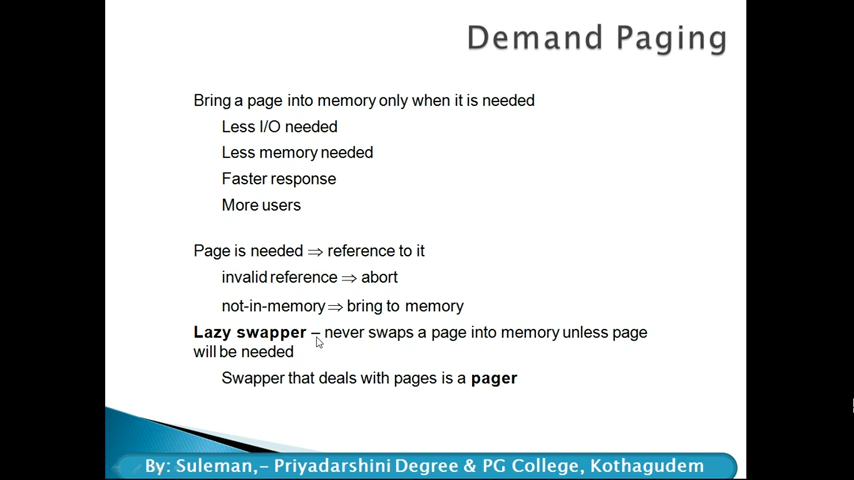 Demand Paging
Bring a page into memory only when it is needed
Less I/O needed
Less memory needed
Faster response
More users
Page is needed ⇒ reference to it
invalid reference ⇒ abort
not-in-memory ⇒ bring to memory
Lazy swapper – never swaps a page into memory unless page
will be needed
Swapper that deals with pages is a pager
By: Suleman,- Priyadarshini Degree & PG College, Kothagudem